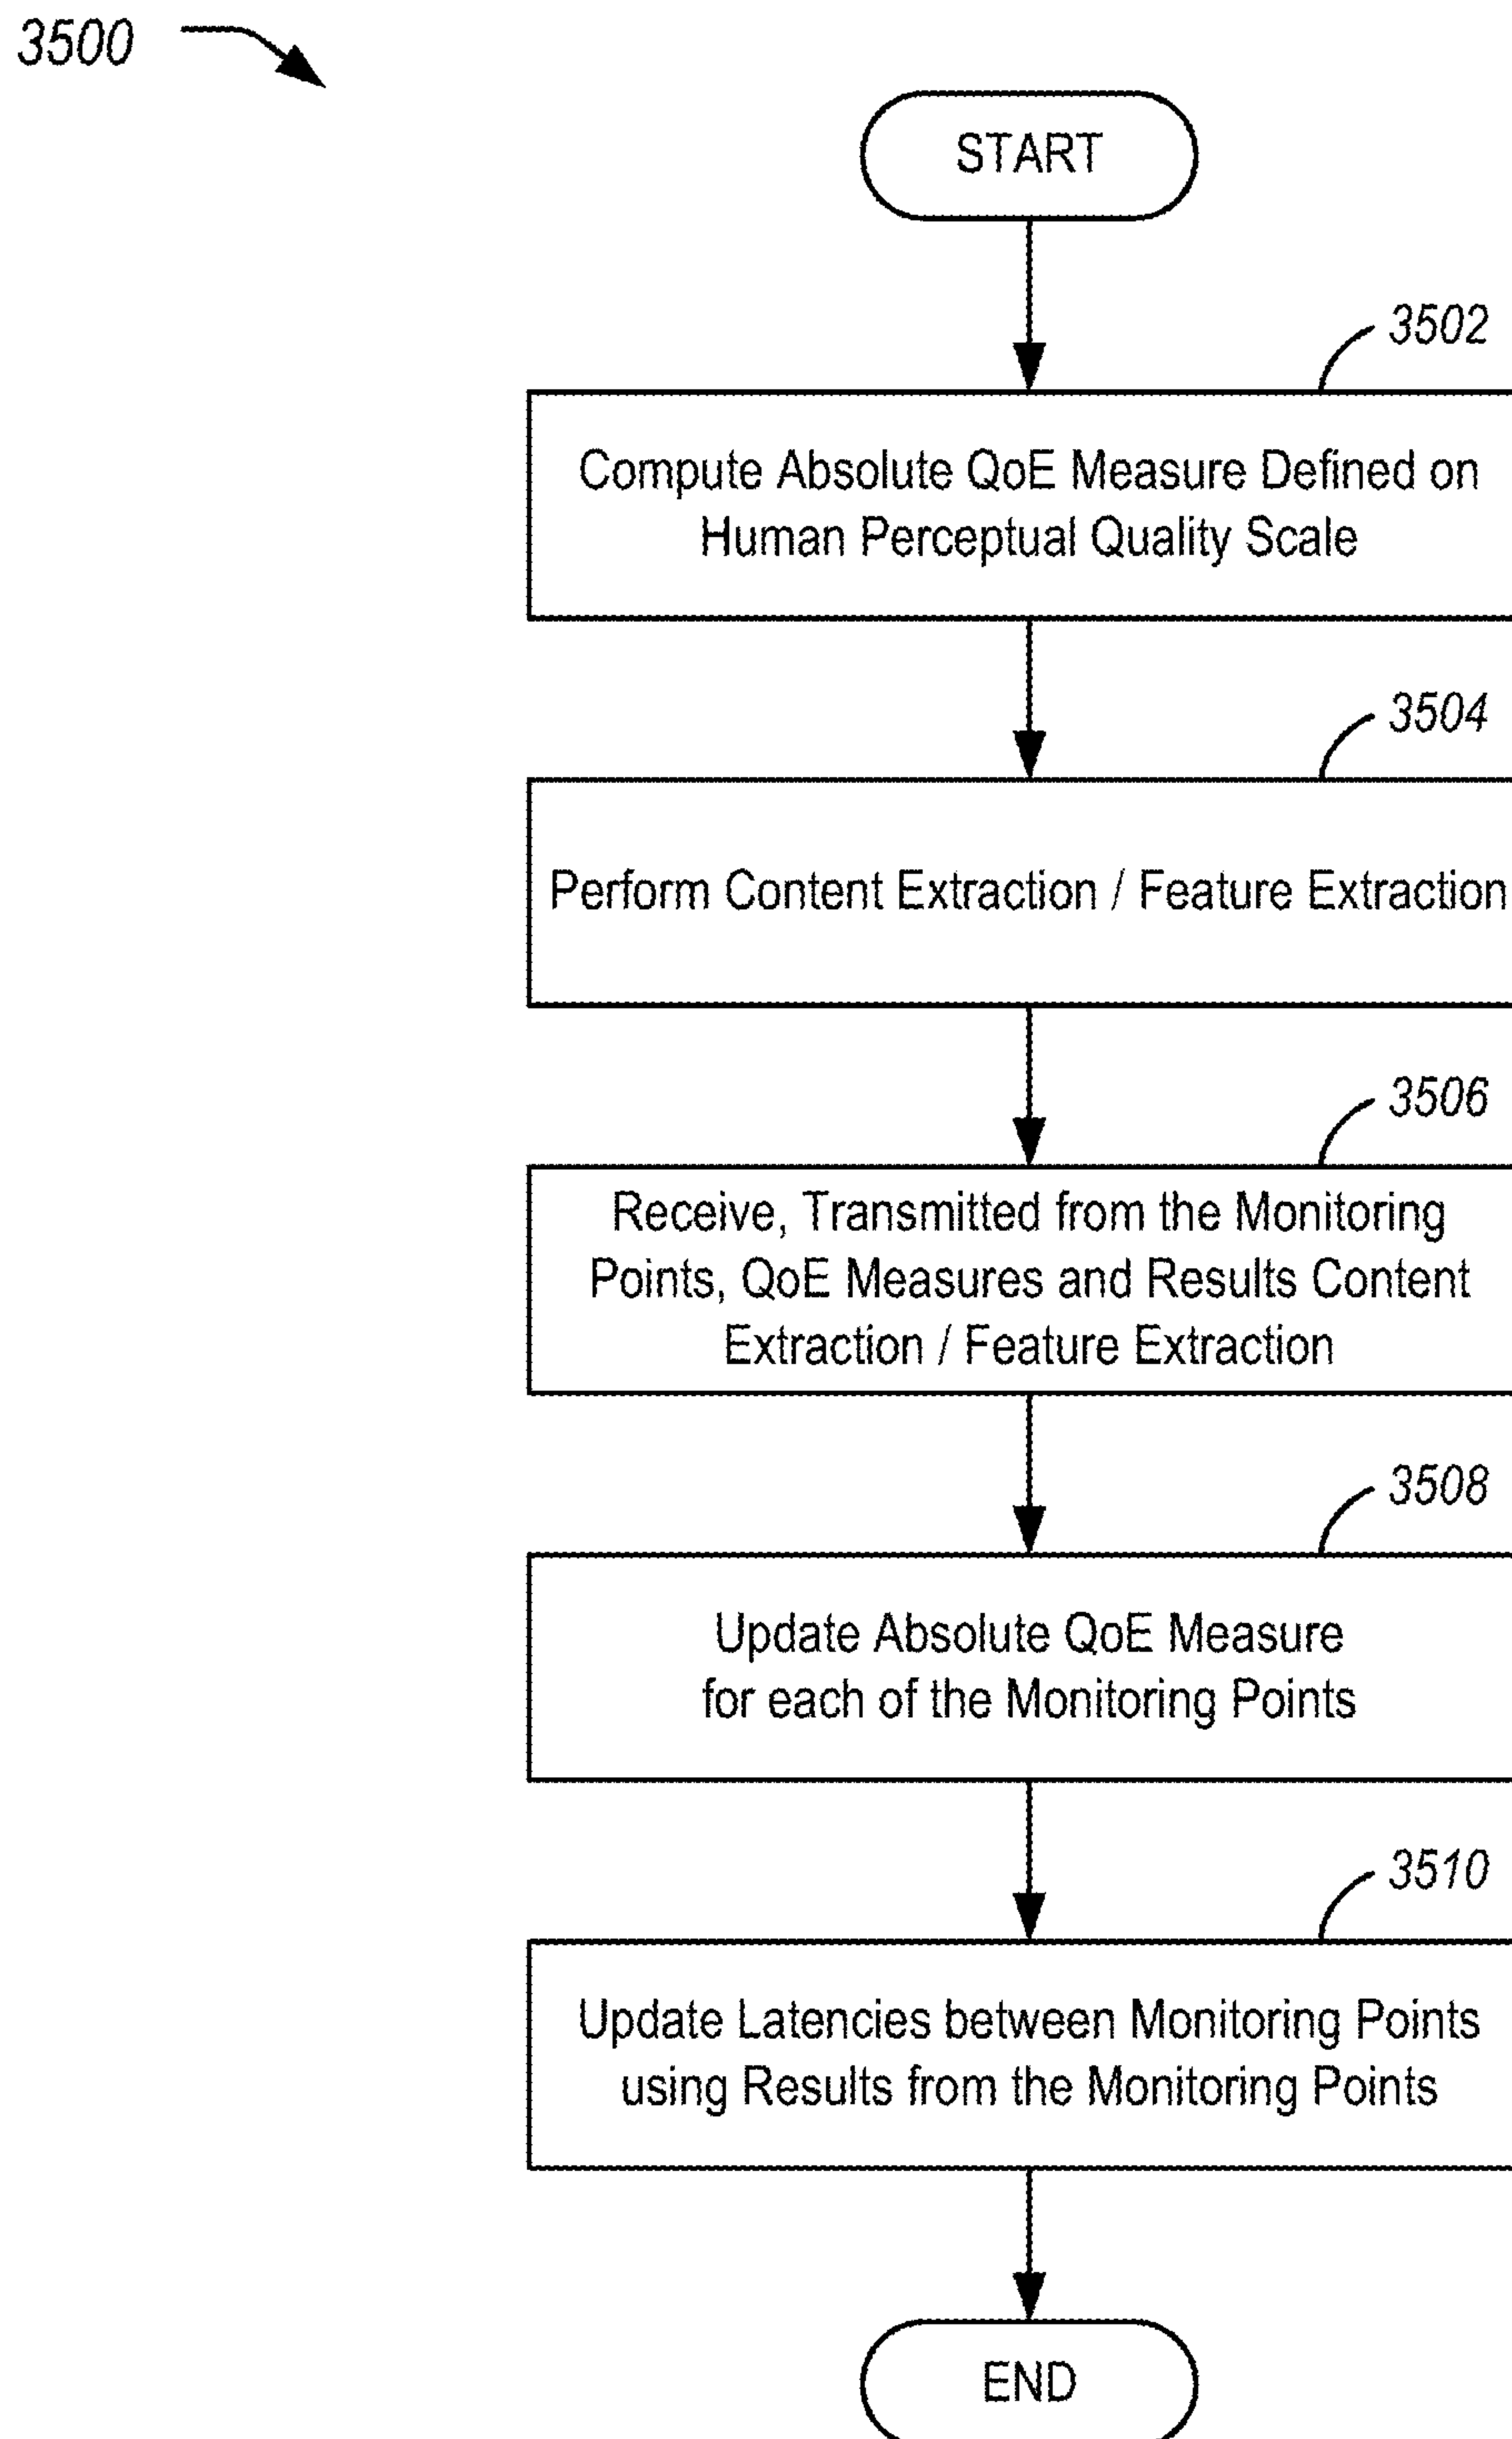 3500
START
3502
Compute Absolute QoE Measure Defined on
Human Perceptual Quality Scale
3504
Perform Content Extraction / Feature Extraction
3506
Receive, Transmitted from the Monitoring
Points, QoE Measures and Results Content
Extraction / Feature Extraction
3508
Update Absolute QoE Measure
for each of the Monitoring Points
3510
Update Latencies between Monitoring Points
using Results from the Monitoring Points
END